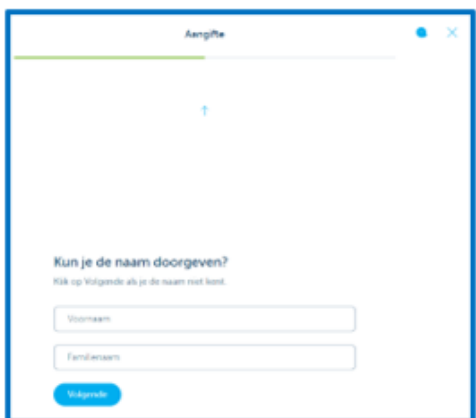 Aangifte
Kun je de naam doorgeven?
Klik op Volgende als je de naam niet kent.
Voornaam
Familienaam
Volgende